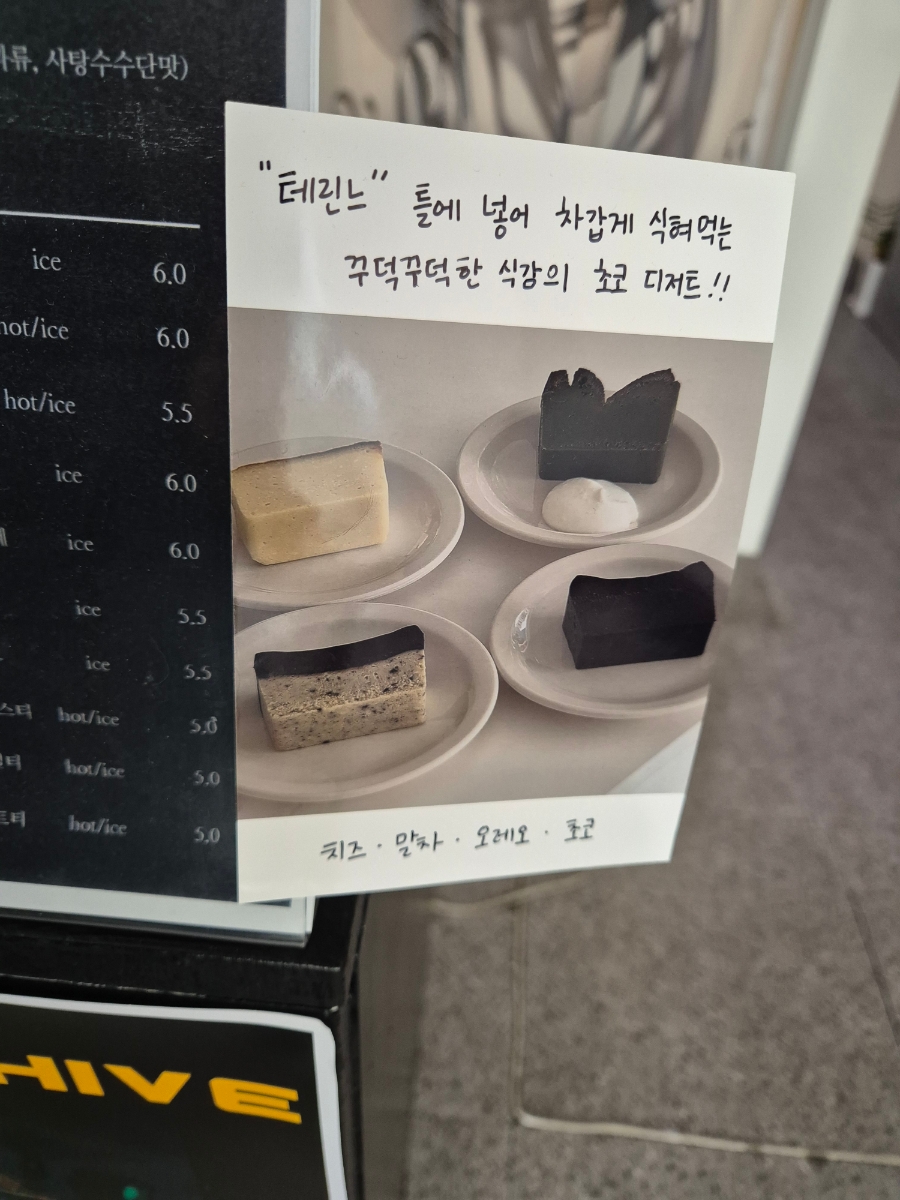 사탕수수단맛)
ice 6.0
hot/ice 6.0
hot/ice 5.5
ice 6.0
ice 6.0
ice 5.5
ice 5.5
hot/ice 5.0
hot/ice 5.0
hot/ice 5.0
"테린느" 틀에 넣어 차갑게 식혀먹는
꾸덕꾸덕한 식감의 초코 디저트!!
치즈 · 말차 · 오레오 · 초코
HIVE